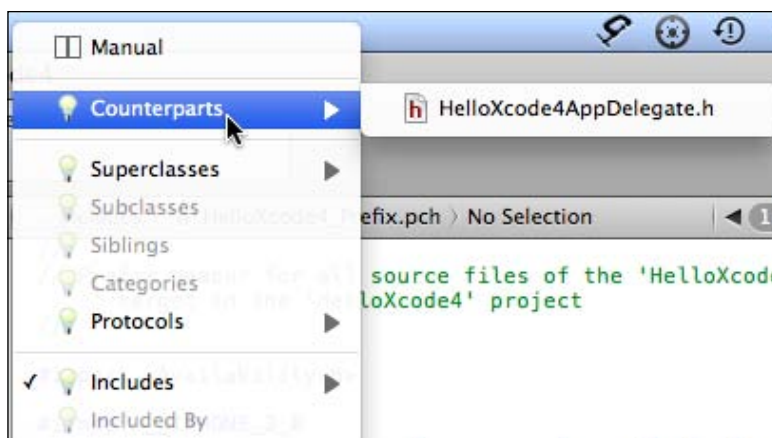 Manual
Counterparts
HelloXcode4AppDelegate.h
Superclasses
Subclasses
efix.pch 〉 No Selection
1
Siblings
Categories
source files of the 'HelloXcod
loXcode4' project
Protocols
✓ Includes
Included By